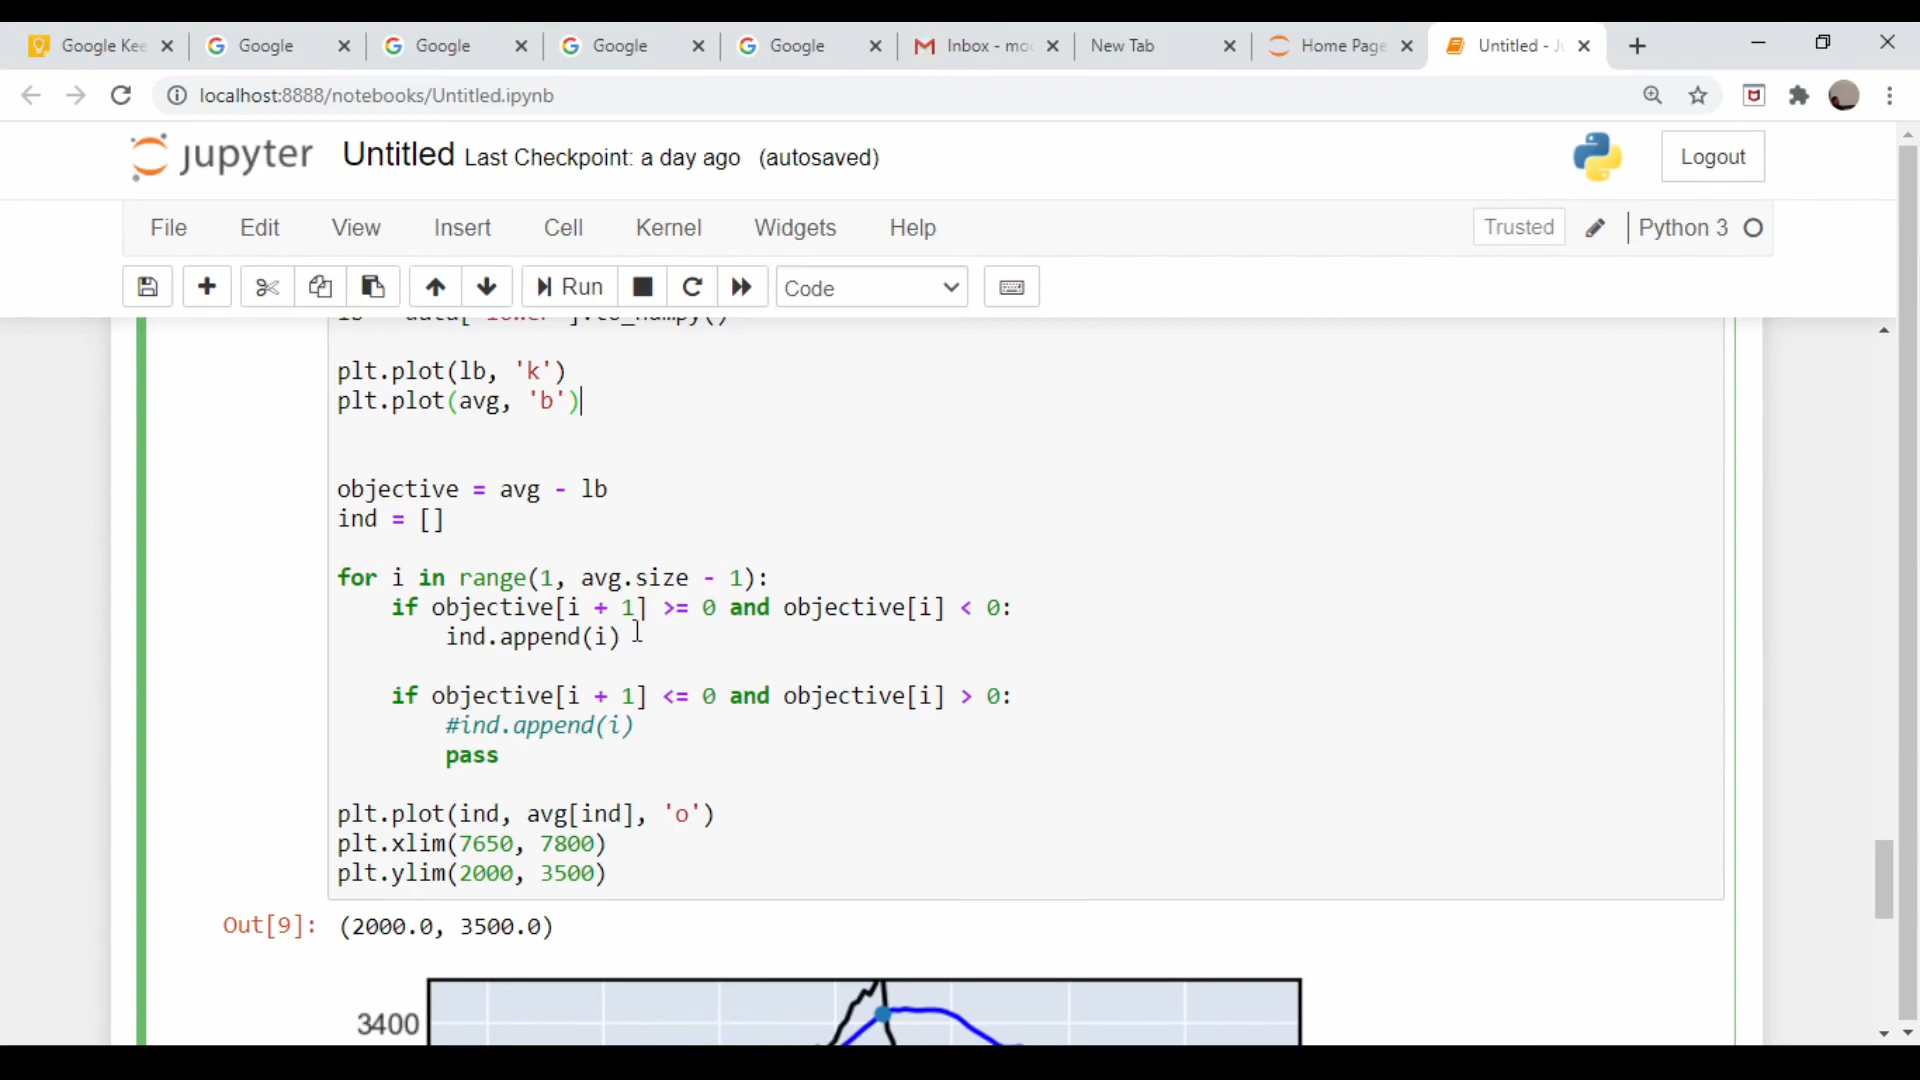 Google Kee
Google
Google
Google
Google
Inbox - mo
New Tab
Home Page
Untitled - J
localhost:8888/notebooks/Untitled.ipynb
jupyter Untitled Last Checkpoint: a day ago (autosaved)
Logout
File Edit View Insert Cell Kernel Widgets Help
Trusted
Python 3
Run
Code
plt.plot(lb, 'k')
plt.plot(avg, 'b')
objective = avg - lb
ind = []
for i in range(1, avg.size - 1):
if objective[i + 1] >= 0 and objective[i] < 0:
ind.append(i)
if objective[i + 1] <= 0 and objective[i] > 0:
#ind.append(i)
pass
plt.plot(ind, avg[ind], 'o')
plt.xlim(7650, 7800)
plt.ylim(2000, 3500)
Out[9]: (2000.0, 3500.0)
3400